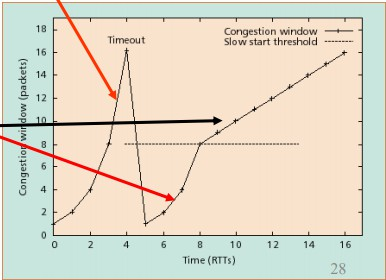 Timeout
Congestion window
Slow start threshold
Congestion window (packets)
18
16
14
12
10
8
6
4
2
0
0 2 4 6 8 10 12 14 16
Time (RTTs)
28